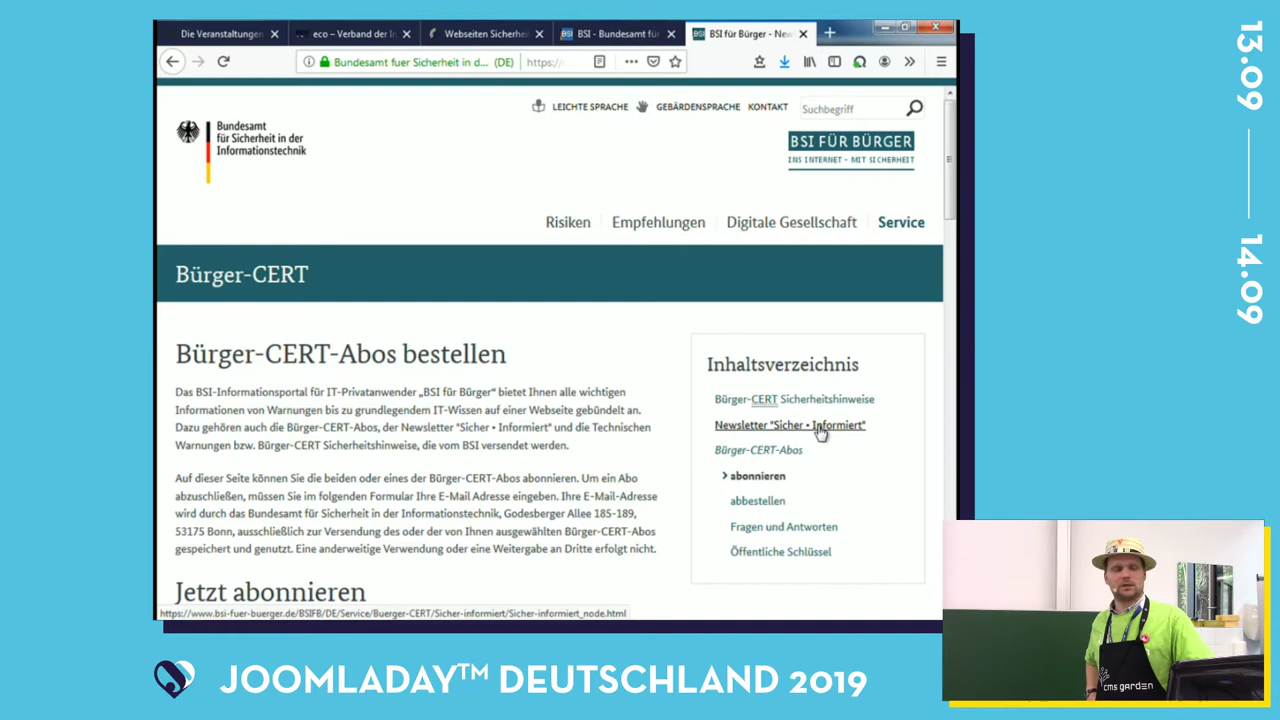 Die Veranstaltungen
eco – Verband der In
Webseiten Sicherhei
BSI - Bundesamt für
BSI für Bürger - New
Bundesamt fuer Sicherheit in d... (DE)
https:/
LEICHTE SPRACHE
GEBÄRDENSPRACHE
KONTAKT
Suchbegriff
Bundesamt
für Sicherheit in der
Informationstechnik
BSI FÜR BÜRGER
INS INTERNET - MIT SICHERHEIT
Risiken
Empfehlungen
Digitale Gesellschaft
Service
Bürger-CERT
Bürger-CERT-Abos bestellen
Das BSI-Informationsportal für IT-Privatanwender „BSI für Bürger“ bietet Ihnen alle wichtigen
Informationen von Warnungen bis zu grundlegendem IT-Wissen auf einer Webseite gebündelt an.
Dazu gehören auch die Bürger-CERT-Abos, der Newsletter "Sicher • Informiert" und die Technischen
Warnungen bzw. Bürger-CERT Sicherheitshinweise, die vom BSI versendet werden.
Auf dieser Seite können Sie die beiden oder eines der Bürger-CERT-Abos abonnieren. Um ein Abo
abzuschließen, müssen Sie im folgenden Formular Ihre E-Mail Adresse eingeben. Ihre E-Mail-Adresse
wird durch das Bundesamt für Sicherheit in der Informationstechnik, Godesberger Allee 185-189,
53175 Bonn, ausschließlich zur Versendung des oder der von Ihnen ausgewählten Bürger-CERT-Abos
gespeichert und genutzt. Eine anderweitige Verwendung oder eine Weitergabe an Dritte erfolgt nicht.
Jetzt abonnieren
Inhaltsverzeichnis
Bürger-CERT Sicherheitshinweise
Newsletter "Sicher • Informiert"
Bürger-CERT-Abos
abonnieren
abbestellen
Fragen und Antworten
Öffentliche Schlüssel
https://www.bsi-fuer-buerger.de/BSIFB/DE/Service/Buerger-CERT/Sicher-informiert/Sicher-informiert_node.html
13.09
14.09
cms garden
JOOMLADAY™ DEUTSCHLAND 2019